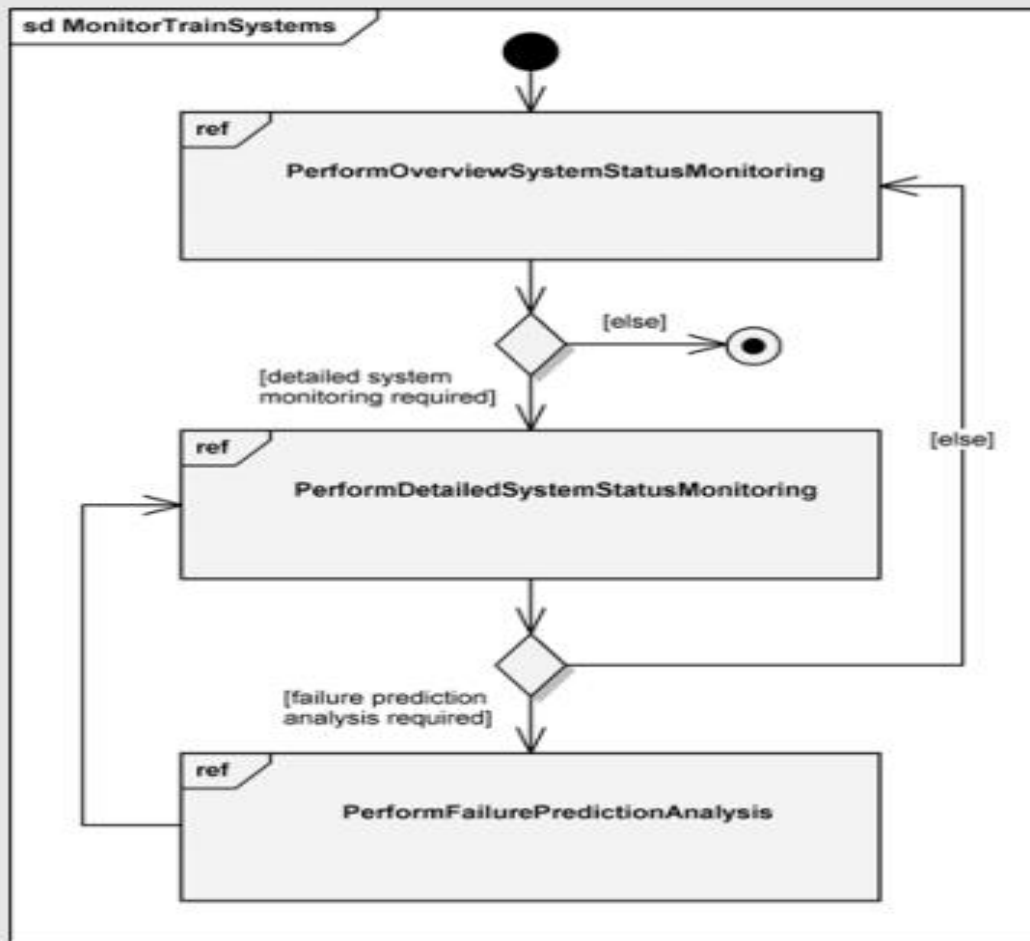 sd MonitorTrainSystems
ref
PerformOverviewSystemStatusMonitoring
[else]
[detailed system
monitoring required]
[else]
ref
PerformDetailedSystemStatusMonitoring
[failure prediction
analysis required]
ref
PerformFailurePredictionAnalysis